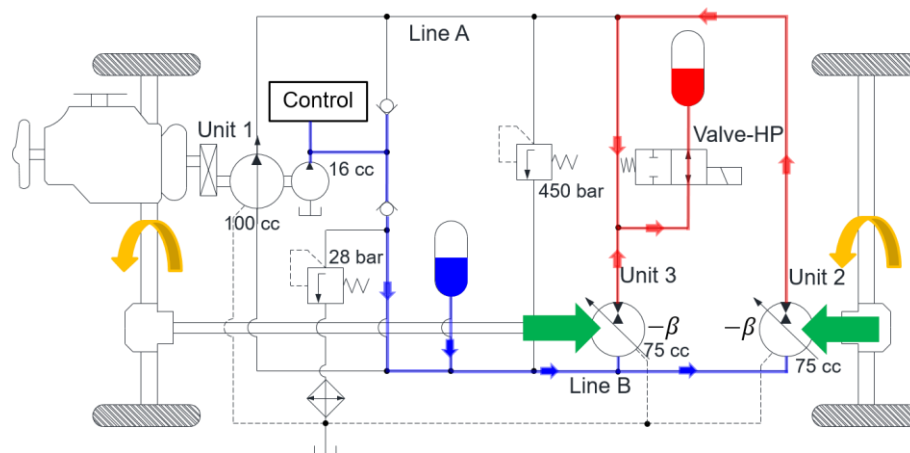 Line A
Control
Unit 1
Valve-HP
16 cc
450 bar
100 cc
28 bar
Unit 3
Unit 2
−β
−β
75 cc
75 cc
Line B